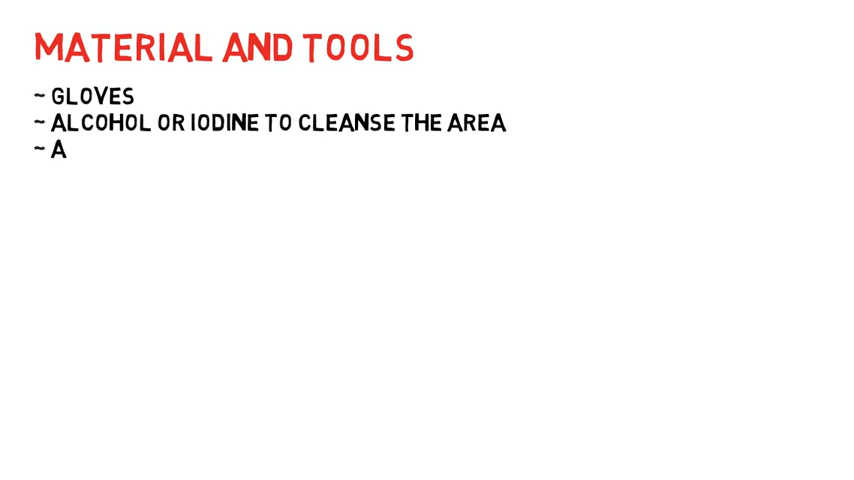 MATERIAL AND TOOLS
~ GLOVES
~ ALCOHOL OR IODINE TO CLEANSE THE AREA
~ A